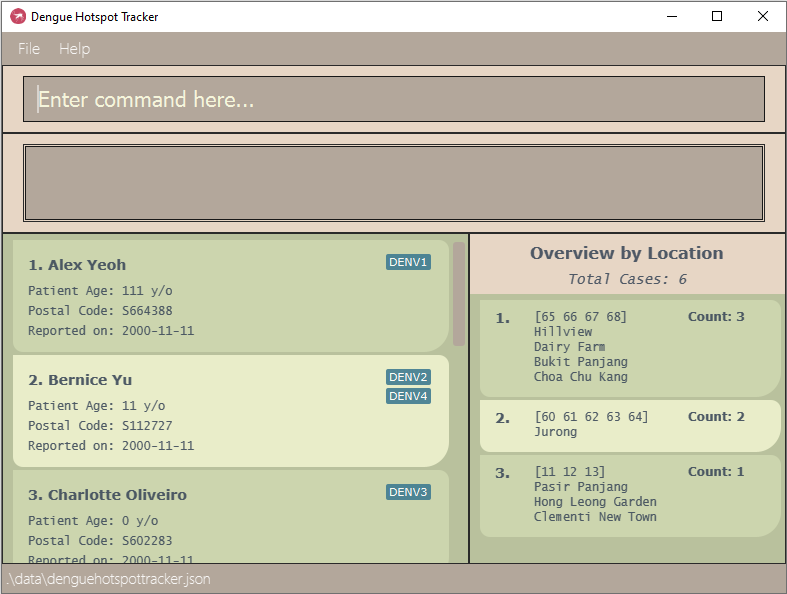 Dengue Hotspot Tracker
File Help
Enter command here...
1. Alex Yeoh
DENV1
Patient Age: 111 y/o
Postal Code: S664388
Reported on: 2000-11-11
2. Bernice Yu
DENV2
DENV4
Patient Age: 11 y/o
Postal Code: S112727
Reported on: 2000-11-11
3. Charlotte Oliveiro
DENV3
Patient Age: 0 y/o
Postal Code: S602283
Reported on: 2000-11-11
Overview by Location
Total Cases: 6
1. [65 66 67 68] Count: 3
Hillview
Dairy Farm
Bukit Panjang
Choa Chu Kang
2. [60 61 62 63 64] Count: 2
Jurong
3. [11 12 13] Count: 1
Pasir Panjang
Hong Leong Garden
Clementi New Town
.\data\denguehotspottracker.json